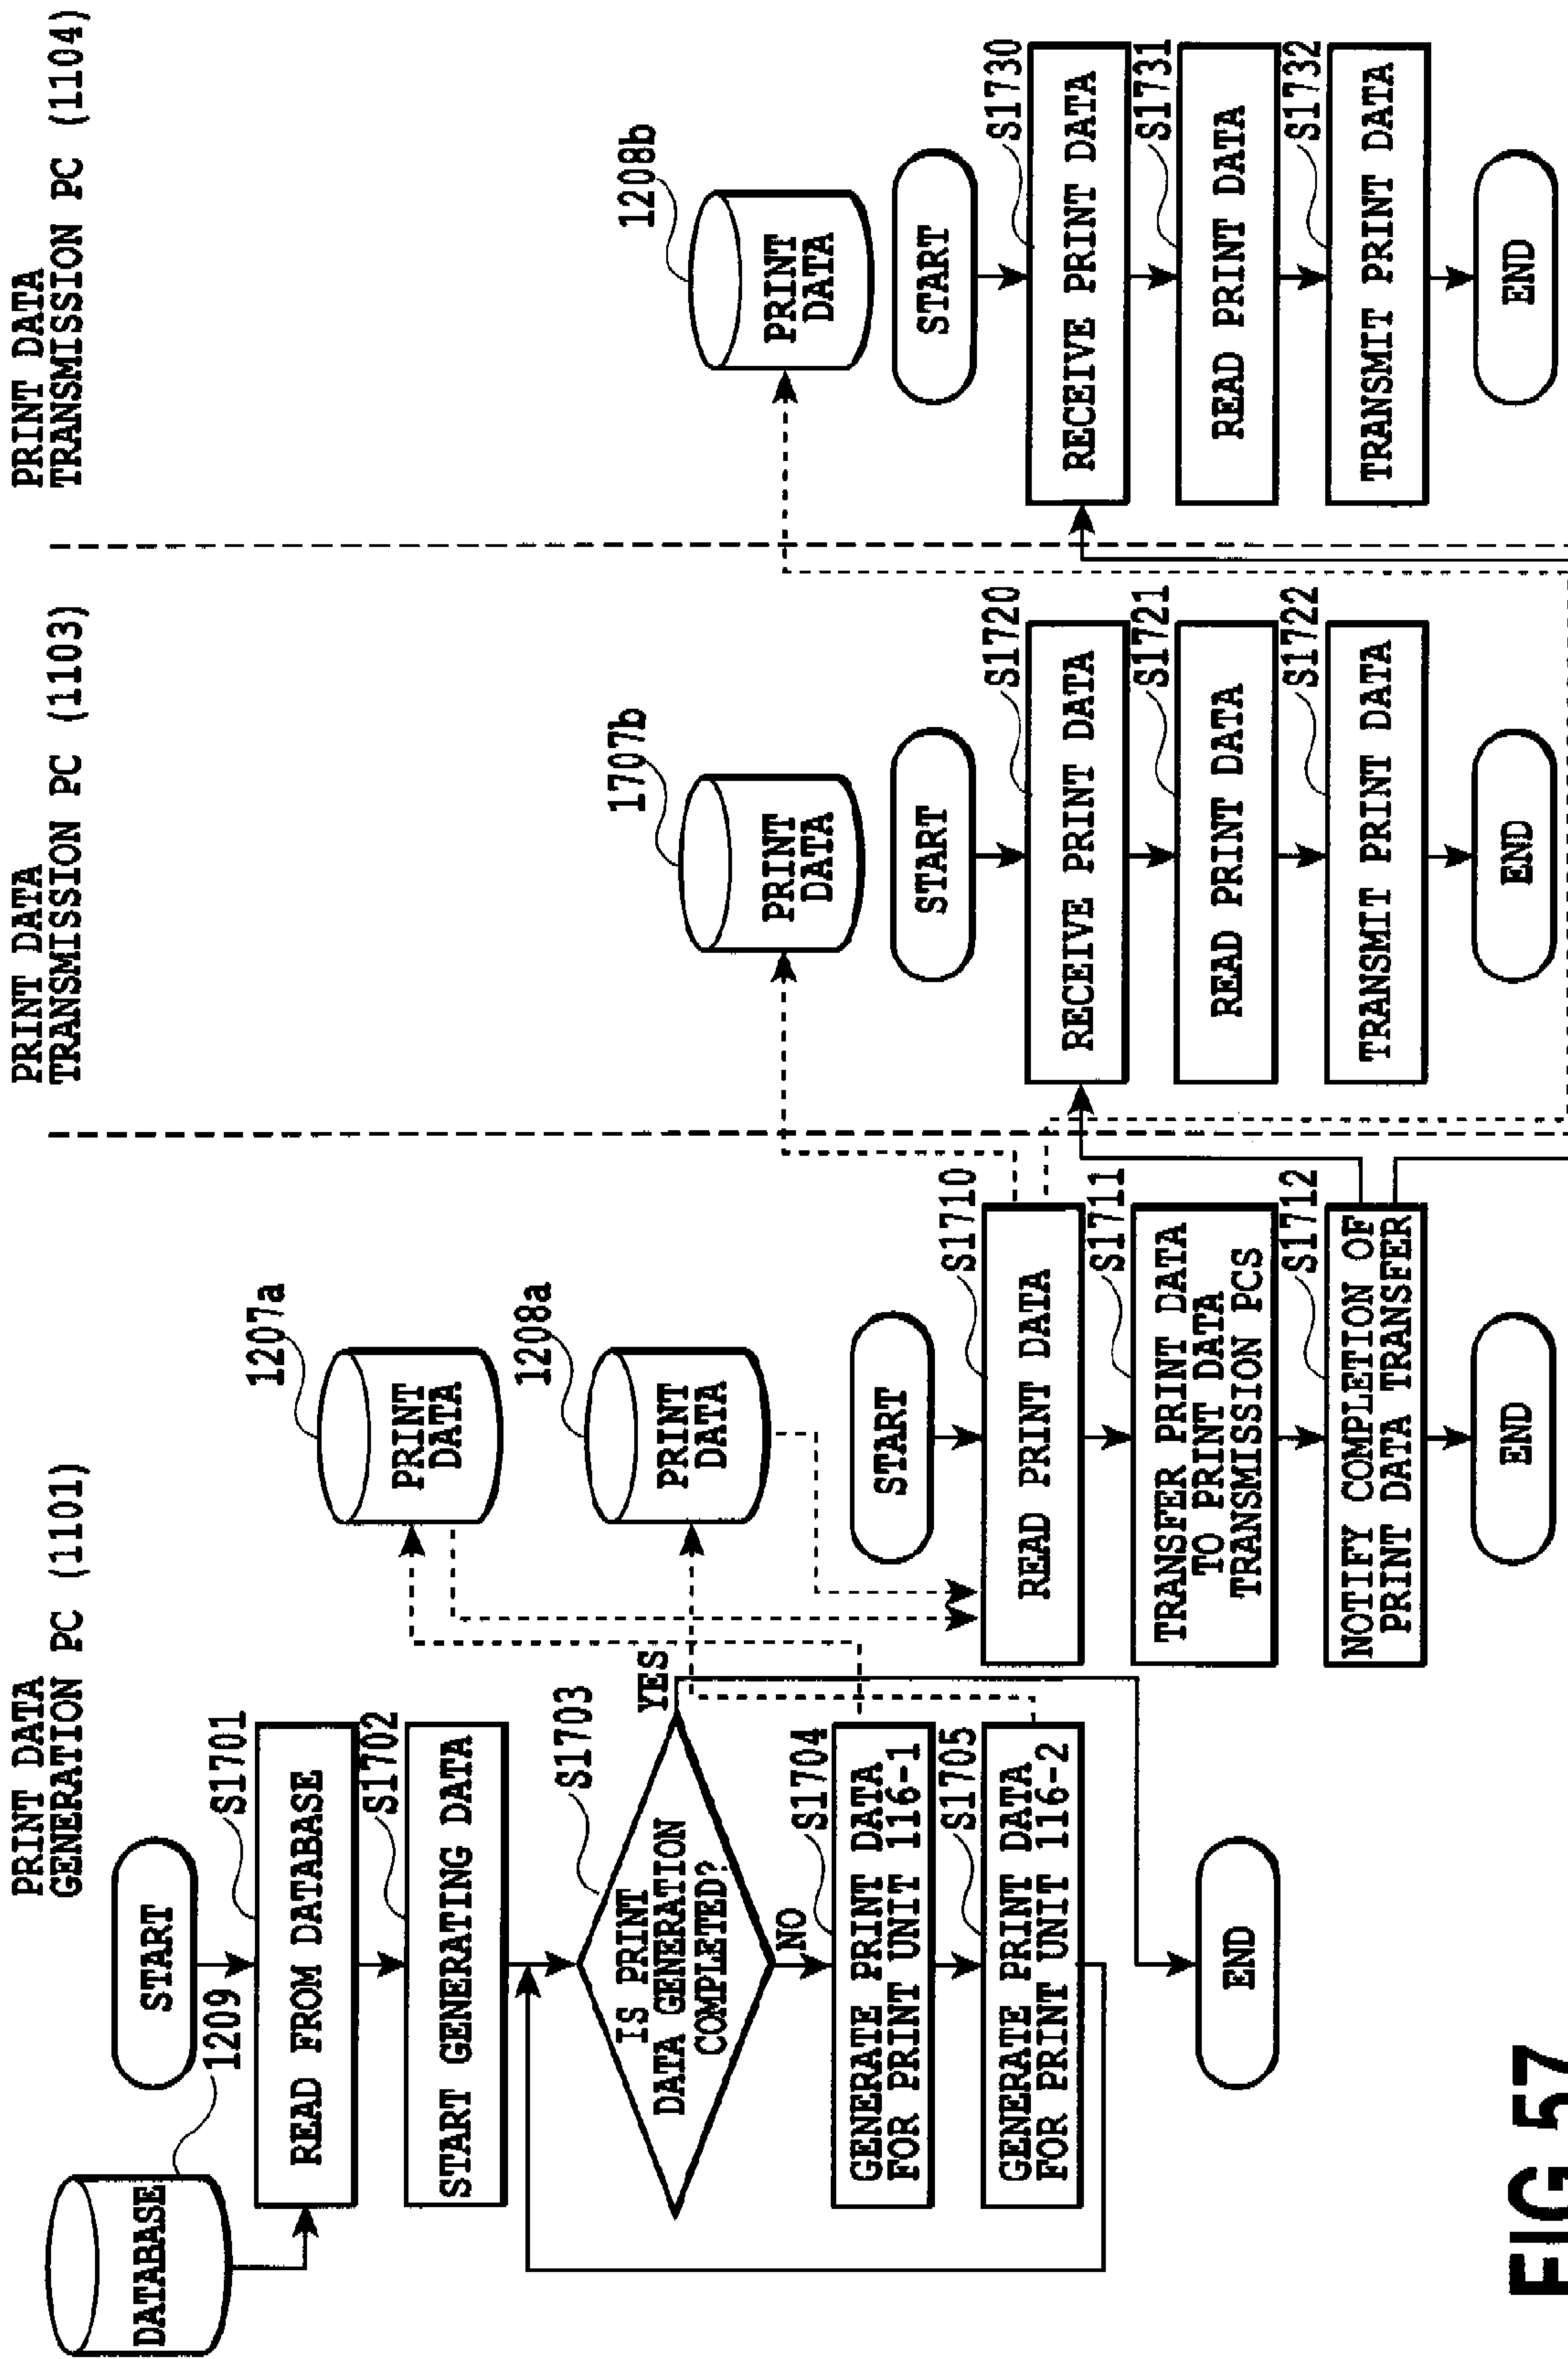 PRINT DATA
GENERATION PC (1101)
DATABASE
1209
START
S1701
READ FROM DATABASE
S1702
START GENERATING DATA
S1703
IS PRINT
DATA GENERATION
COMPLETED?
YES
NO
S1704
GENERATE PRINT DATA
FOR PRINT UNIT 116-1
S1705
GENERATE PRINT DATA
FOR PRINT UNIT 116-2
END
1207a
PRINT
DATA
1208a
PRINT
DATA
START
S1710
READ PRINT DATA
S1711
TRANSFER PRINT DATA
TO PRINT DATA
TRANSMISSION PCS
S1712
NOTIFY COMPLETION OF
PRINT DATA TRANSFER
END
PRINT DATA
TRANSMISSION PC (1103)
1707b
PRINT
DATA
START
S1720
RECEIVE PRINT DATA
S1721
READ PRINT DATA
S1722
TRANSMIT PRINT DATA
END
PRINT DATA
TRANSMISSION PC (1104)
1208b
PRINT
DATA
START
S1730
RECEIVE PRINT DATA
S1731
READ PRINT DATA
S1732
TRANSMIT PRINT DATA
END
FIG.57